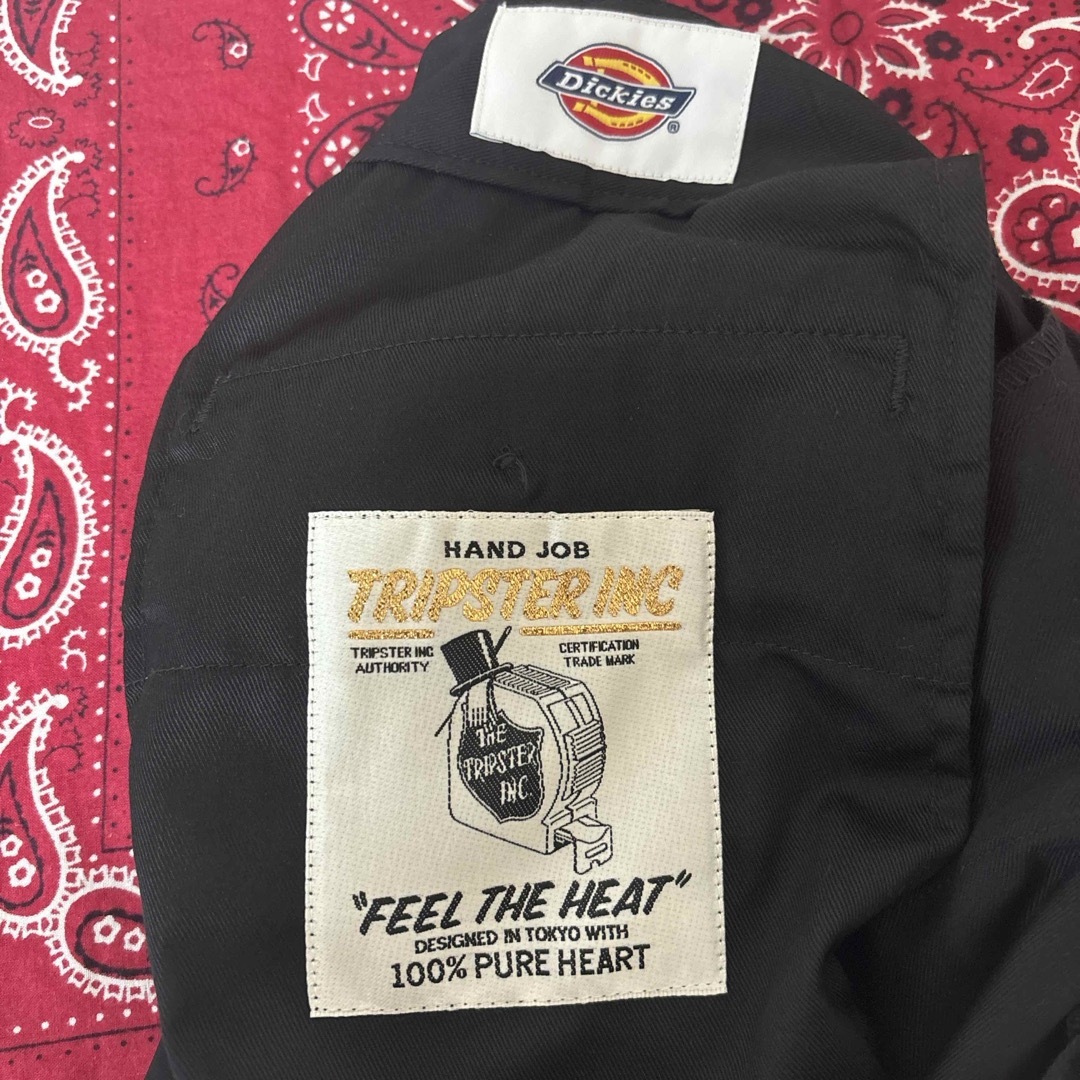 Dickies
®
HAND JOB
TRIPSTER INC
TRIPSTER INC
AUTHORITY
CERTIFICATION
TRADE MARK
THE
TRIPSTER
INC.
"FEEL THE HEAT"
DESIGNED IN TOKYO WITH
100% PURE HEART